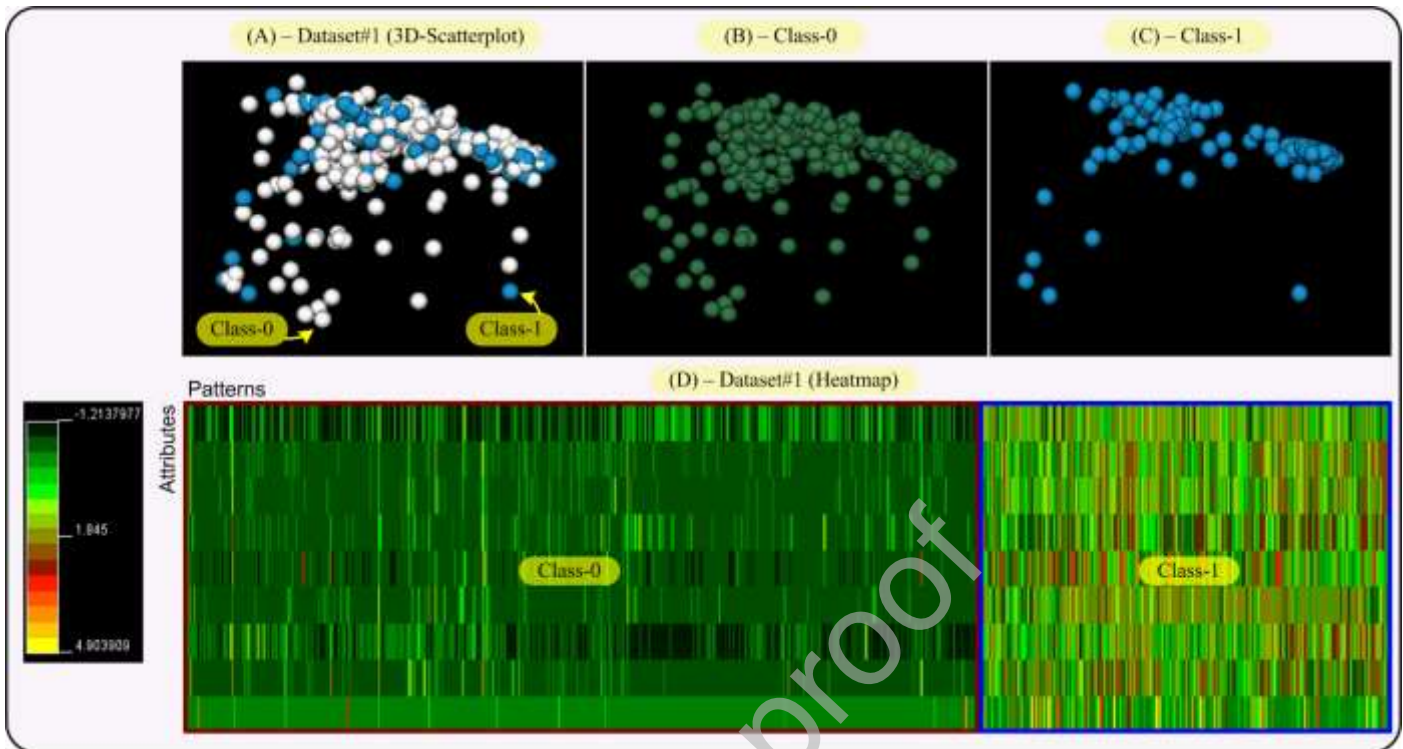 (A) – Dataset#1 (3D-Scatterplot)
(B) – Class-0
(C) – Class-1
Class-0
Class-1
(D) – Dataset#1 (Heatmap)
Patterns
Attributes
-1.2137977
1.845
4.903909
Class-0
Class-1
proof